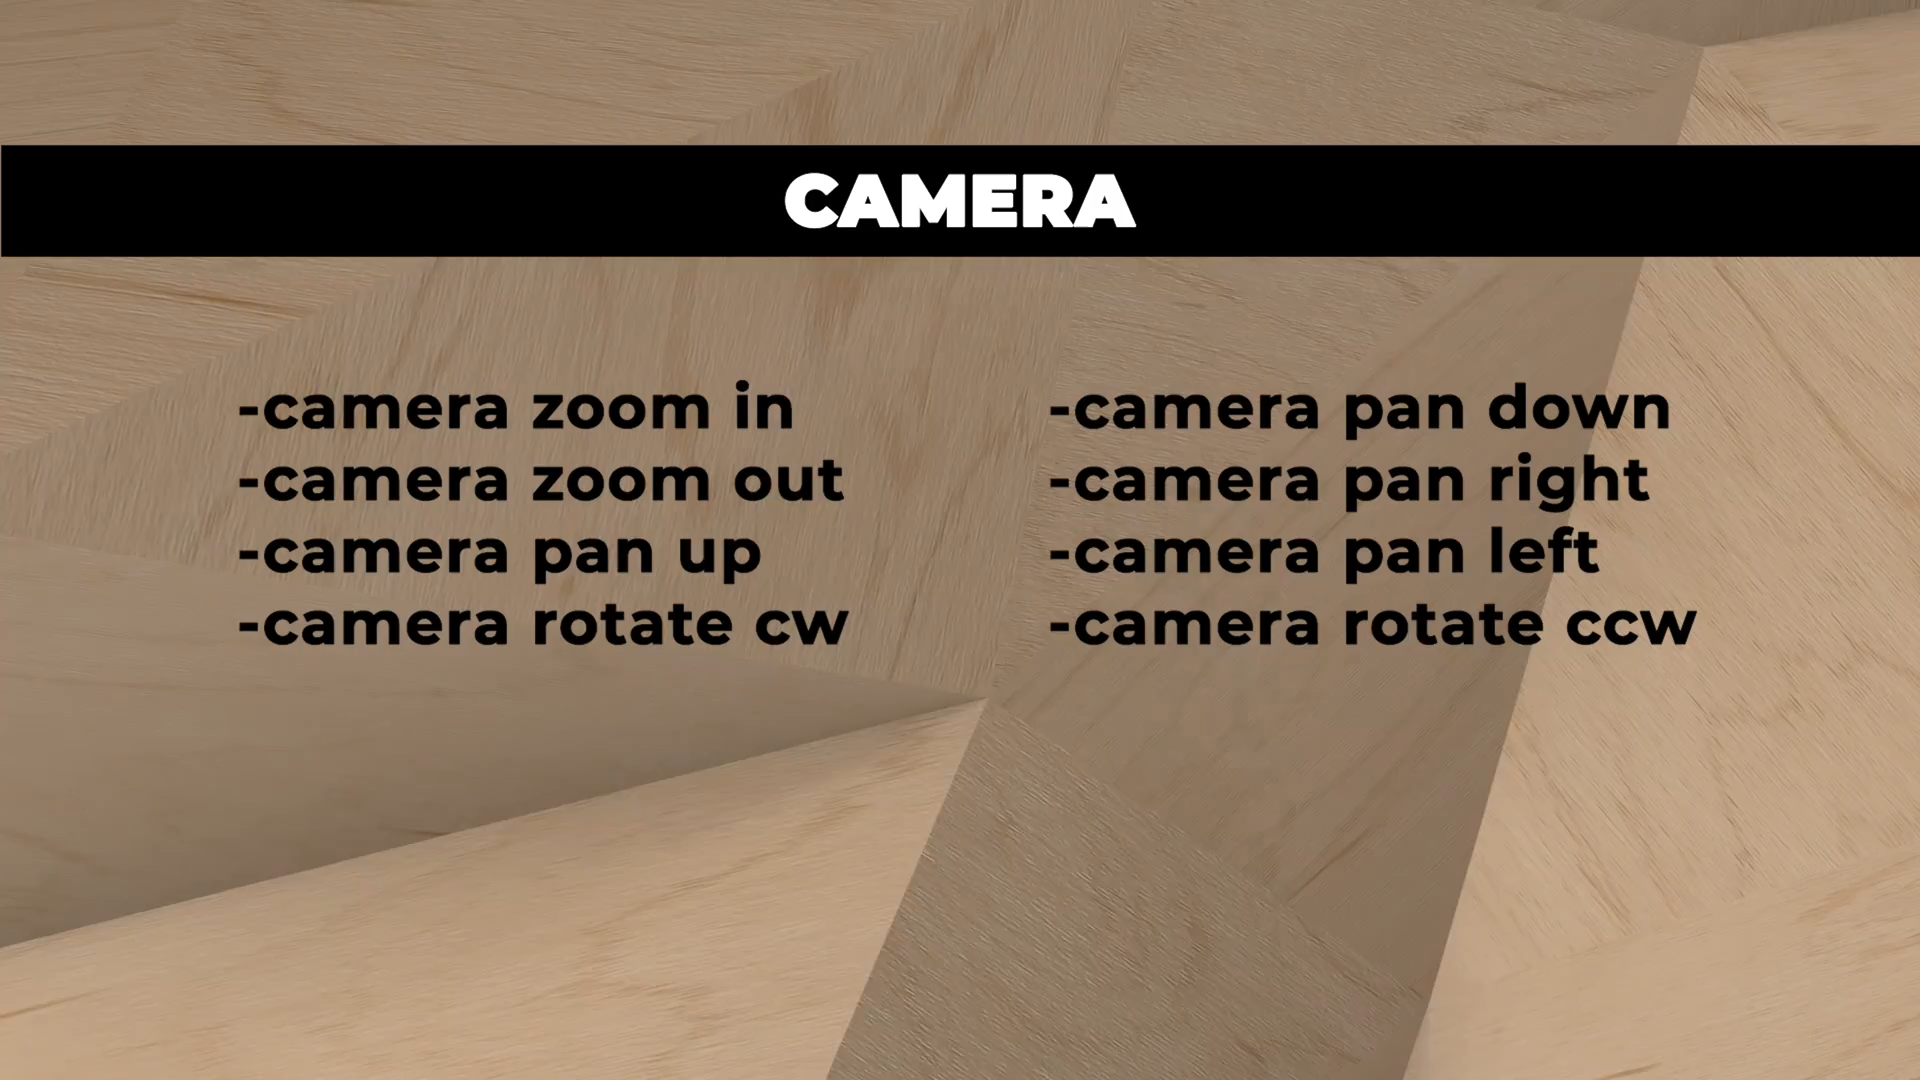 CAMERA
-camera zoom in
-camera zoom out
-camera pan up
-camera rotate cw
-camera pan down
-camera pan right
-camera pan left
-camera rotate ccw